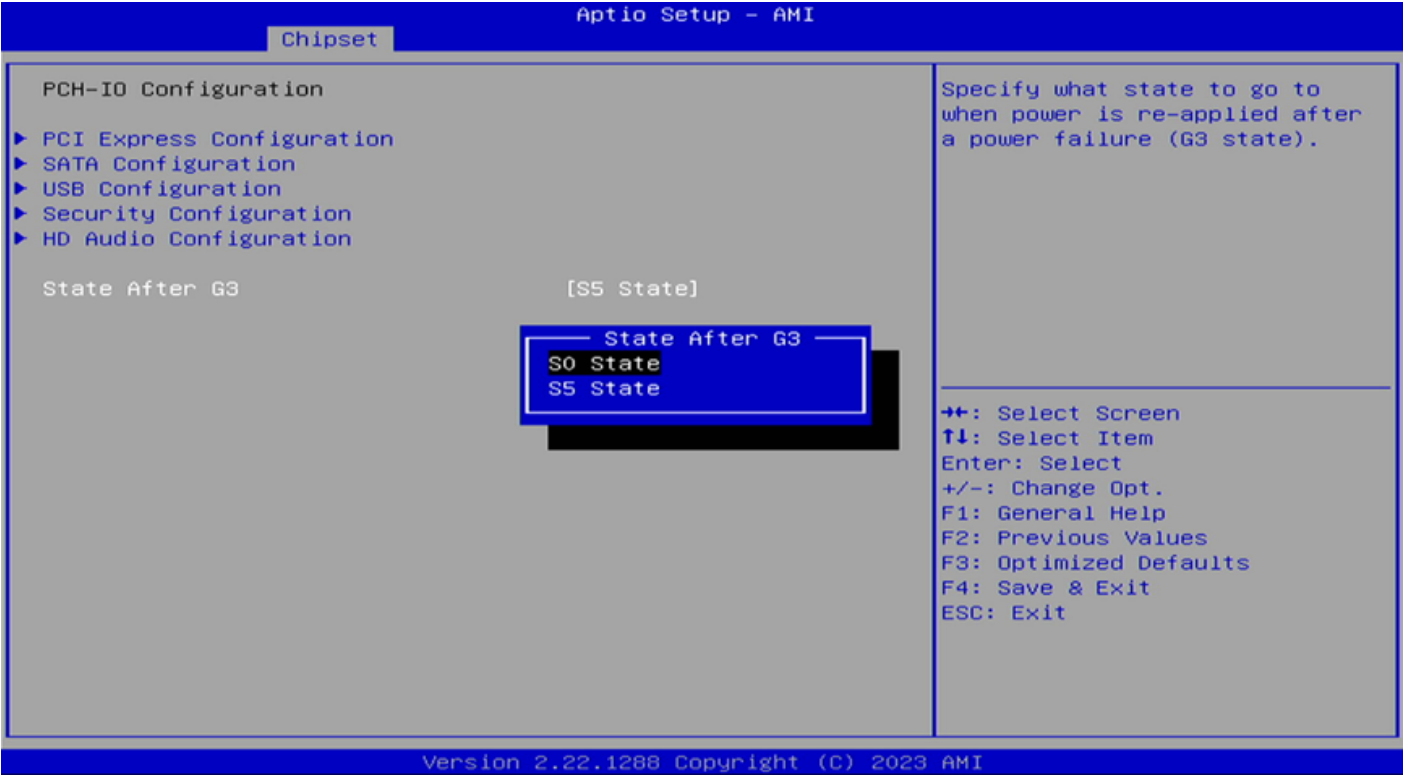 Aptio Setup - AMI
Chipset
PCH-IO Configuration
PCI Express Configuration
SATA Configuration
USB Configuration
Security Configuration
HD Audio Configuration
State After G3 [S5 State]
State After G3
S0 State
S5 State
Specify what state to go to
when power is re-applied after
a power failure (G3 state).
→←: Select Screen
↑↓: Select Item
Enter: Select
+/-: Change Opt.
F1: General Help
F2: Previous Values
F3: Optimized Defaults
F4: Save & Exit
ESC: Exit
Version 2.22.1288 Copyright (C) 2023 AMI